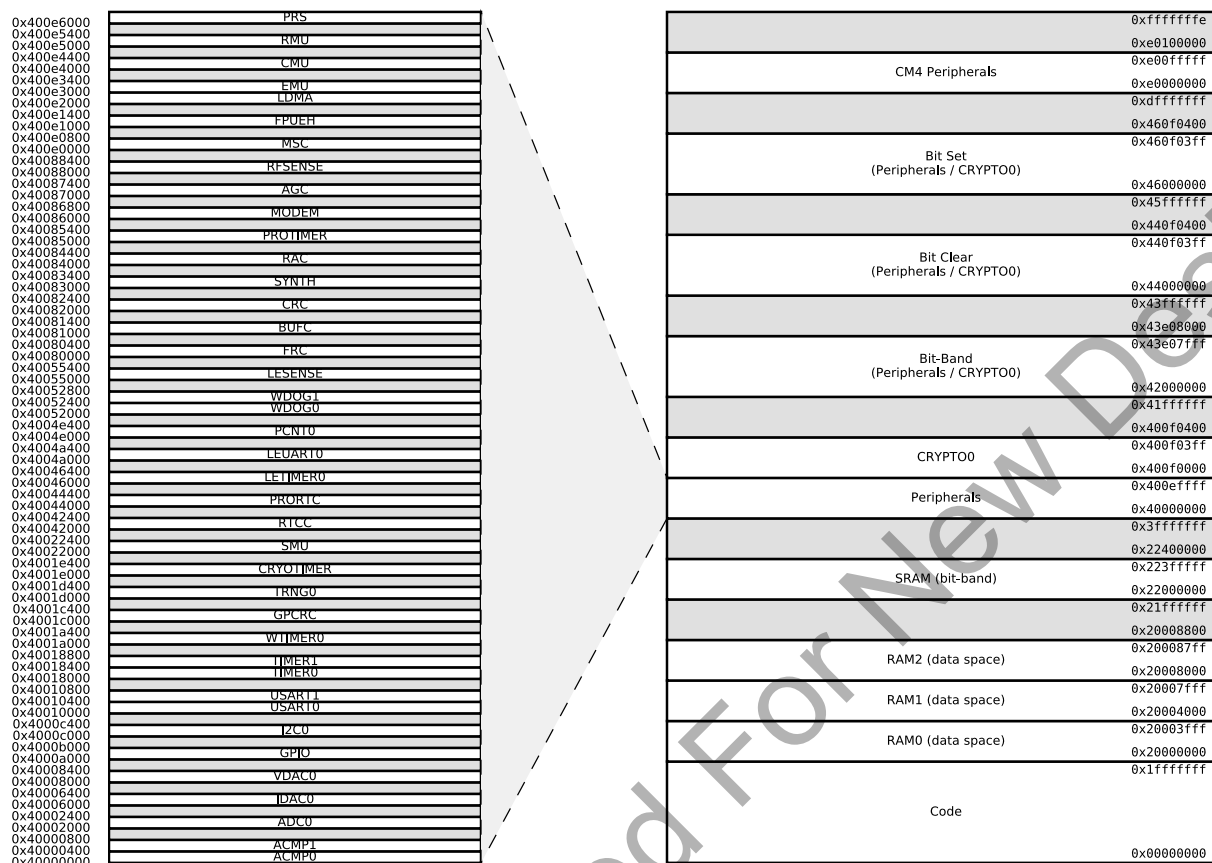 0x400e6000
0x400e5400
0x400e5000
0x400e4400
0x400e4000
0x400e3400
0x400e3000
0x400e2000
0x400e1400
0x400e1000
0x400e0800
0x400e0000
0x40088400
0x40088000
0x40087400
0x40087000
0x40086800
0x40086000
0x40085400
0x40085000
0x40084400
0x40084000
0x40083400
0x40083000
0x40082400
0x40082000
0x40081400
0x40081000
0x40080400
0x40080000
0x40055400
0x40055000
0x40052800
0x40052400
0x40052000
0x4004e400
0x4004e000
0x4004a400
0x4004a000
0x40046400
0x40046000
0x40044400
0x40044000
0x40042400
0x40042000
0x40022400
0x40022000
0x4001e400
0x4001e000
0x4001d400
0x4001d000
0x4001c400
0x4001c000
0x4001a400
0x4001a000
0x40018800
0x40018400
0x40018000
0x40010800
0x40010400
0x40010000
0x4000c400
0x4000c000
0x4000b000
0x4000a000
0x40008400
0x40008000
0x40006400
0x40006000
0x40002400
0x40002000
0x40000800
0x40000400
0x40000000
PRS
RMU
CMU
EMU
LDMA
FPUEH
MSC
RFSENSE
AGC
MODEM
PROTIMER
RAC
SYNTH
CRC
BUFC
FRC
LESENSE
WDOG1
WDOG0
PCNT0
LEUART0
LETIMER0
PRORTC
RTCC
SMU
CRYOTIMER
TRNG0
GPCRC
WTIMER0
TIMER1
TIMER0
USART1
USART0
I2C0
GPIO
VDAC0
IDAC0
ADC0
ACMP1
ACMP0
0xfffffffe
0xe0100000
0xe00fffff
CM4 Peripherals
0xe0000000
0xdfffffff
0x460f0400
0x460f03ff
Bit Set
(Peripherals / CRYPTO0)
0x46000000
0x45ffffff
0x440f0400
0x440f03ff
Bit Clear
(Peripherals / CRYPTO0)
0x44000000
0x43ffffff
0x43e08000
0x43e07fff
Bit-Band
(Peripherals / CRYPTO0)
0x42000000
0x41ffffff
0x400f0400
0x400f03ff
CRYPTO0
0x400f0000
0x400effff
Peripherals
0x40000000
0x3fffffff
0x22400000
0x223fffff
SRAM (bit-band)
0x22000000
0x21ffffff
0x20008800
0x200087ff
RAM2 (data space)
0x20008000
0x20007fff
RAM1 (data space)
0x20004000
0x20003fff
RAM0 (data space)
0x20000000
0x1fffffff
Code
0x00000000
ed For New Des